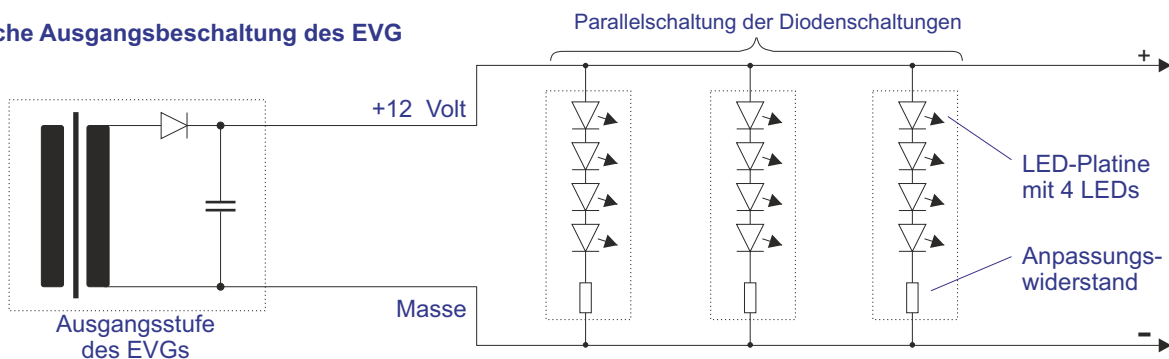 che Ausgangsbeschaltung des EVG
Parallelschaltung der Diodenschaltungen
+
+12 Volt
LED-Platine
mit 4 LEDs
Anpassungs-
widerstand
Masse
-
Ausgangsstufe
des EVGs